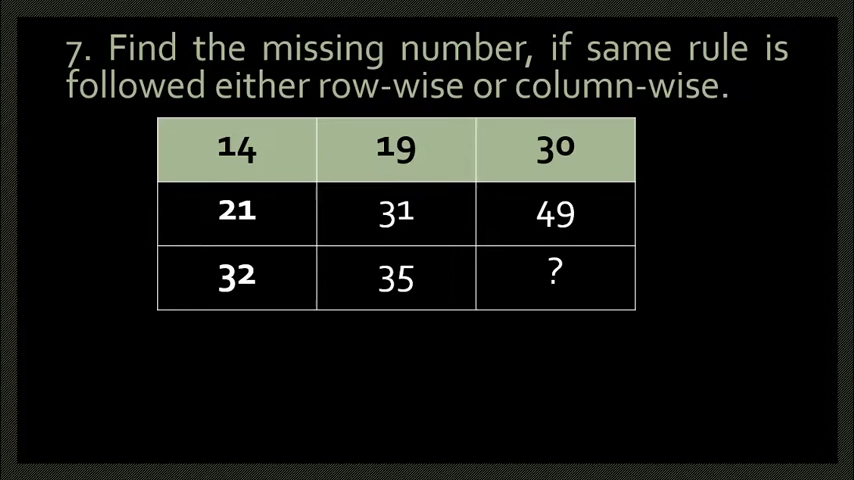 7. Find the missing number, if same rule is
followed either row-wise or column-wise.
14 19 30
21 31 49
32 35 ?